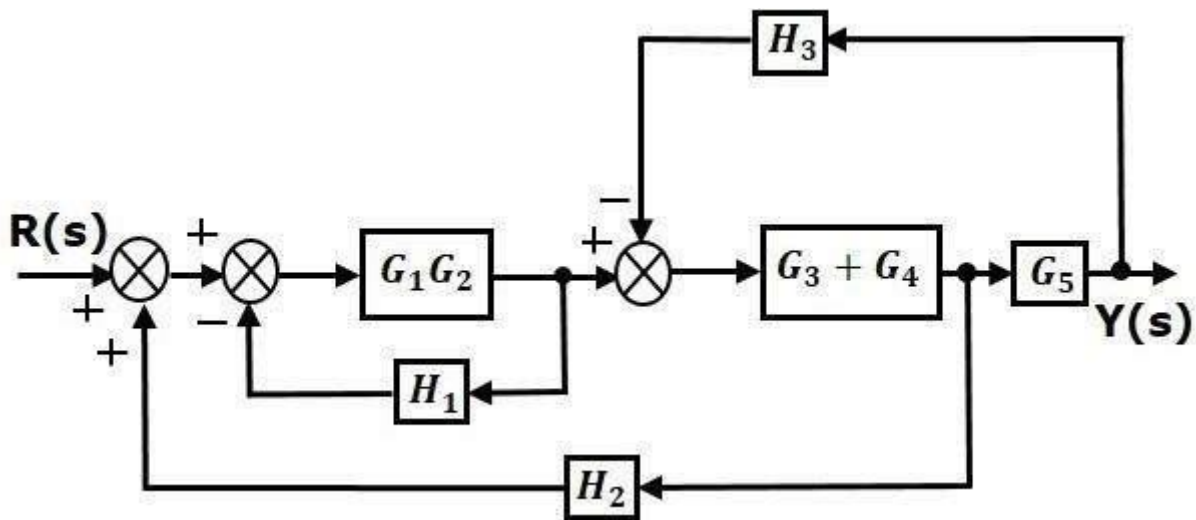 H₃
−
R(s)
+
+
+
−
G₁G₂
+
G₃ + G₄
G₅
Y(s)
+
H₁
H₂